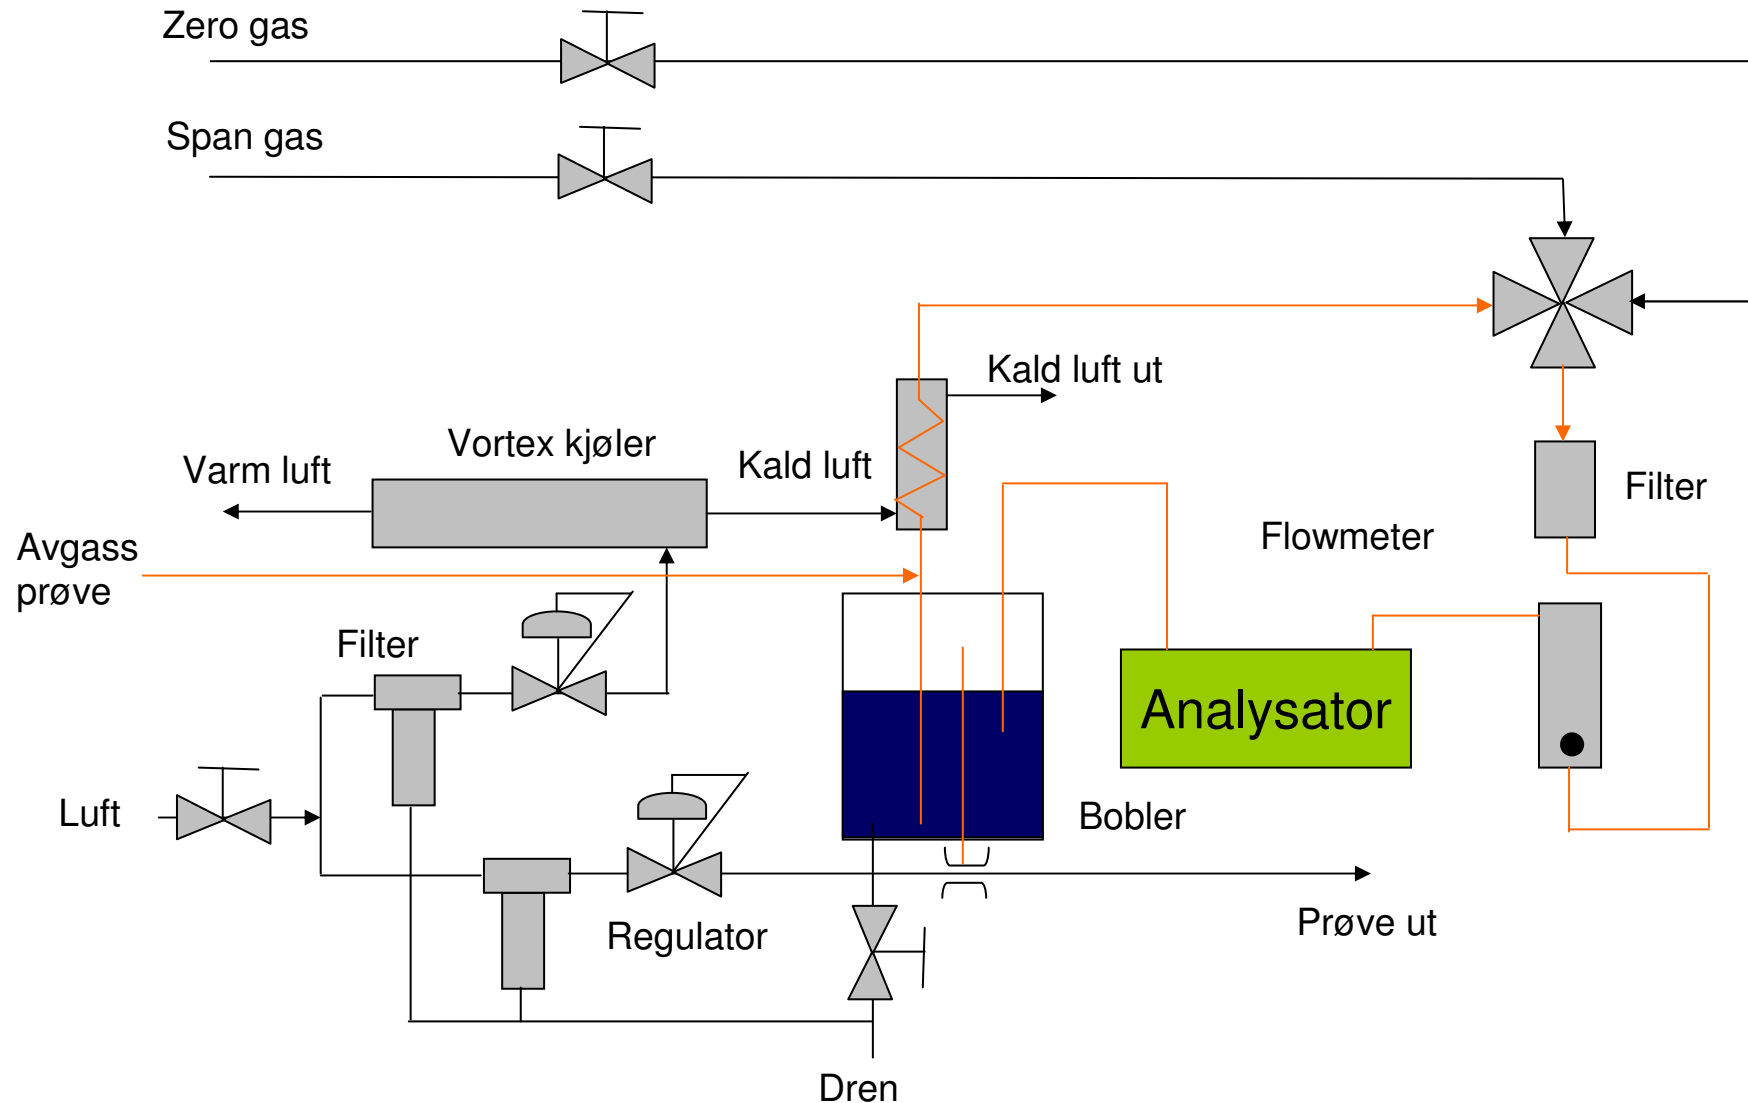 Zero gas
Span gas
Kald luft ut
Vortex kjøler
Varm luft
Kald luft
Filter
Flowmeter
Avgass
prøve
Filter
Analysator
Luft
Bobler
Regulator
Prøve ut
Dren